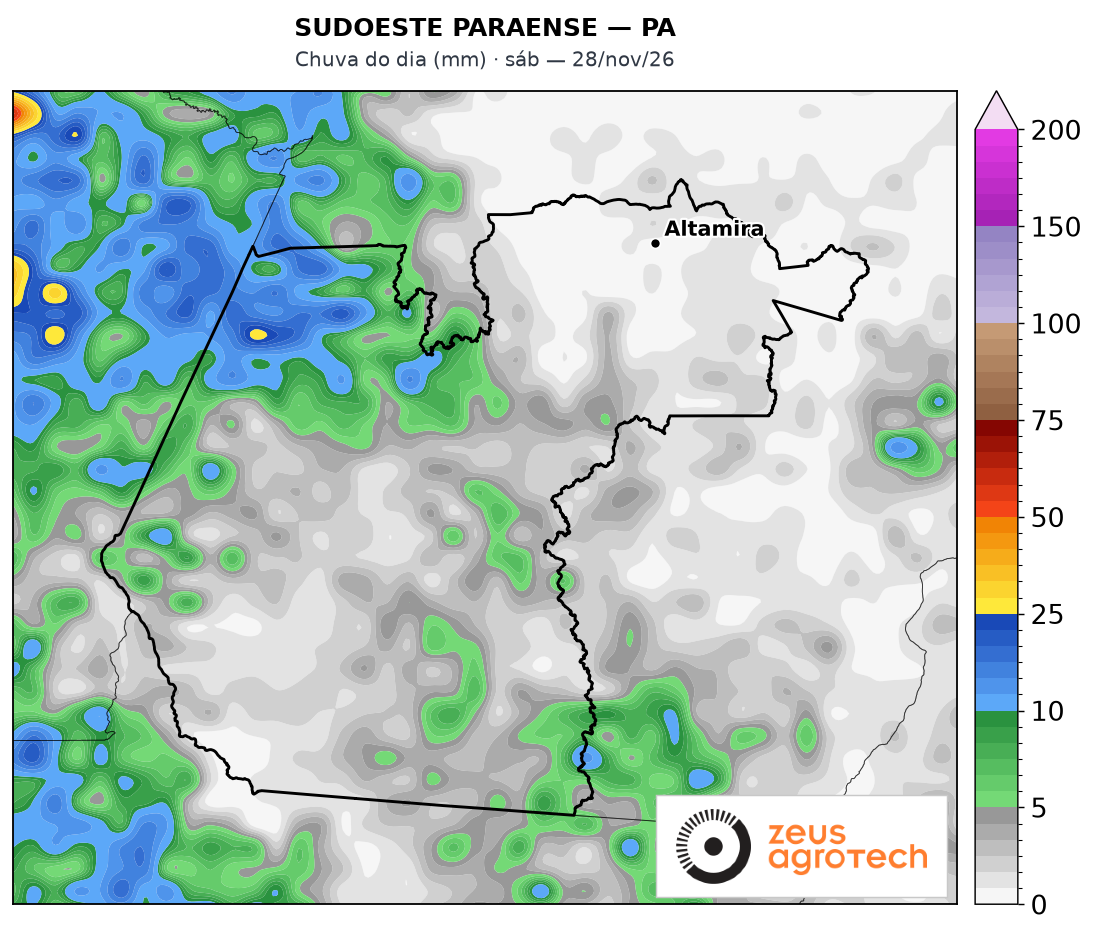 SUDOESTE PARAENSE — PA
Chuva do dia (mm) · sáb — 28/nov/26
Altamira
200
150
100
75
50
25
10
5
0
zeus
agrotech